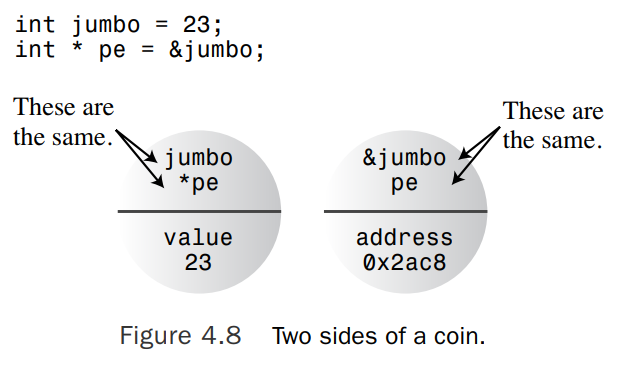 int jumbo = 23;
int * pe = &jumbo;
These are
the same.
jumbo
*pe
value
23
&jumbo
pe
address
0x2ac8
These are
the same.
Figure 4.8 Two sides of a coin.